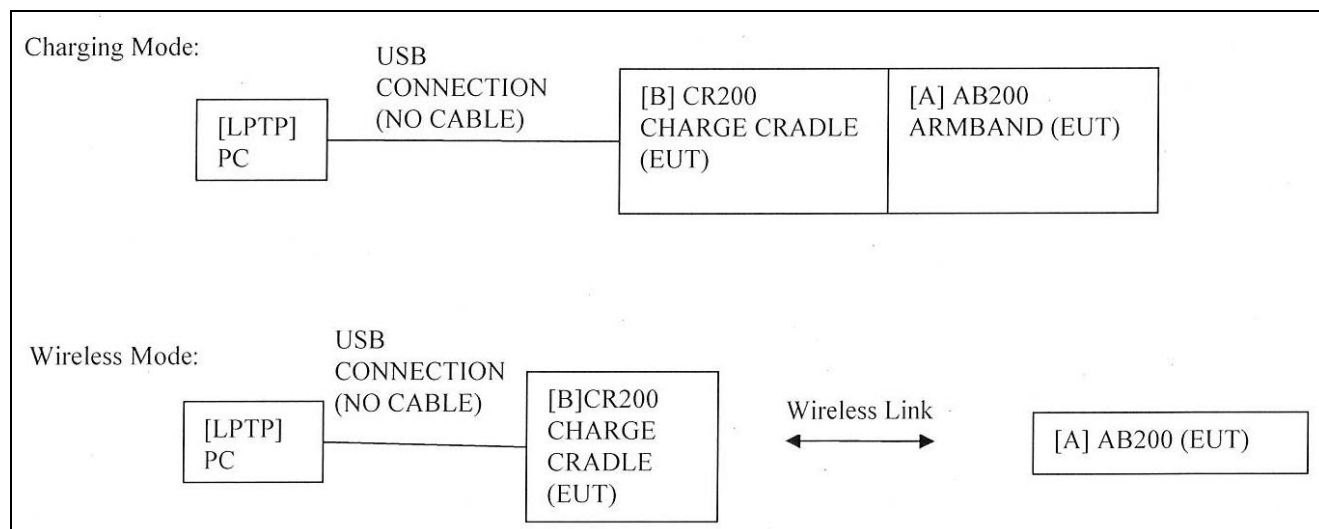 Charging Mode:
USB
CONNECTION
(NO CABLE)
[LPTP]
PC
[B] CR200
CHARGE CRADLE
(EUT)
[A] AB200
ARMBAND (EUT)
Wireless Mode:
USB
CONNECTION
(NO CABLE)
[LPTP]
PC
[B]CR200
CHARGE
CRADLE
(EUT)
Wireless Link
[A] AB200 (EUT)